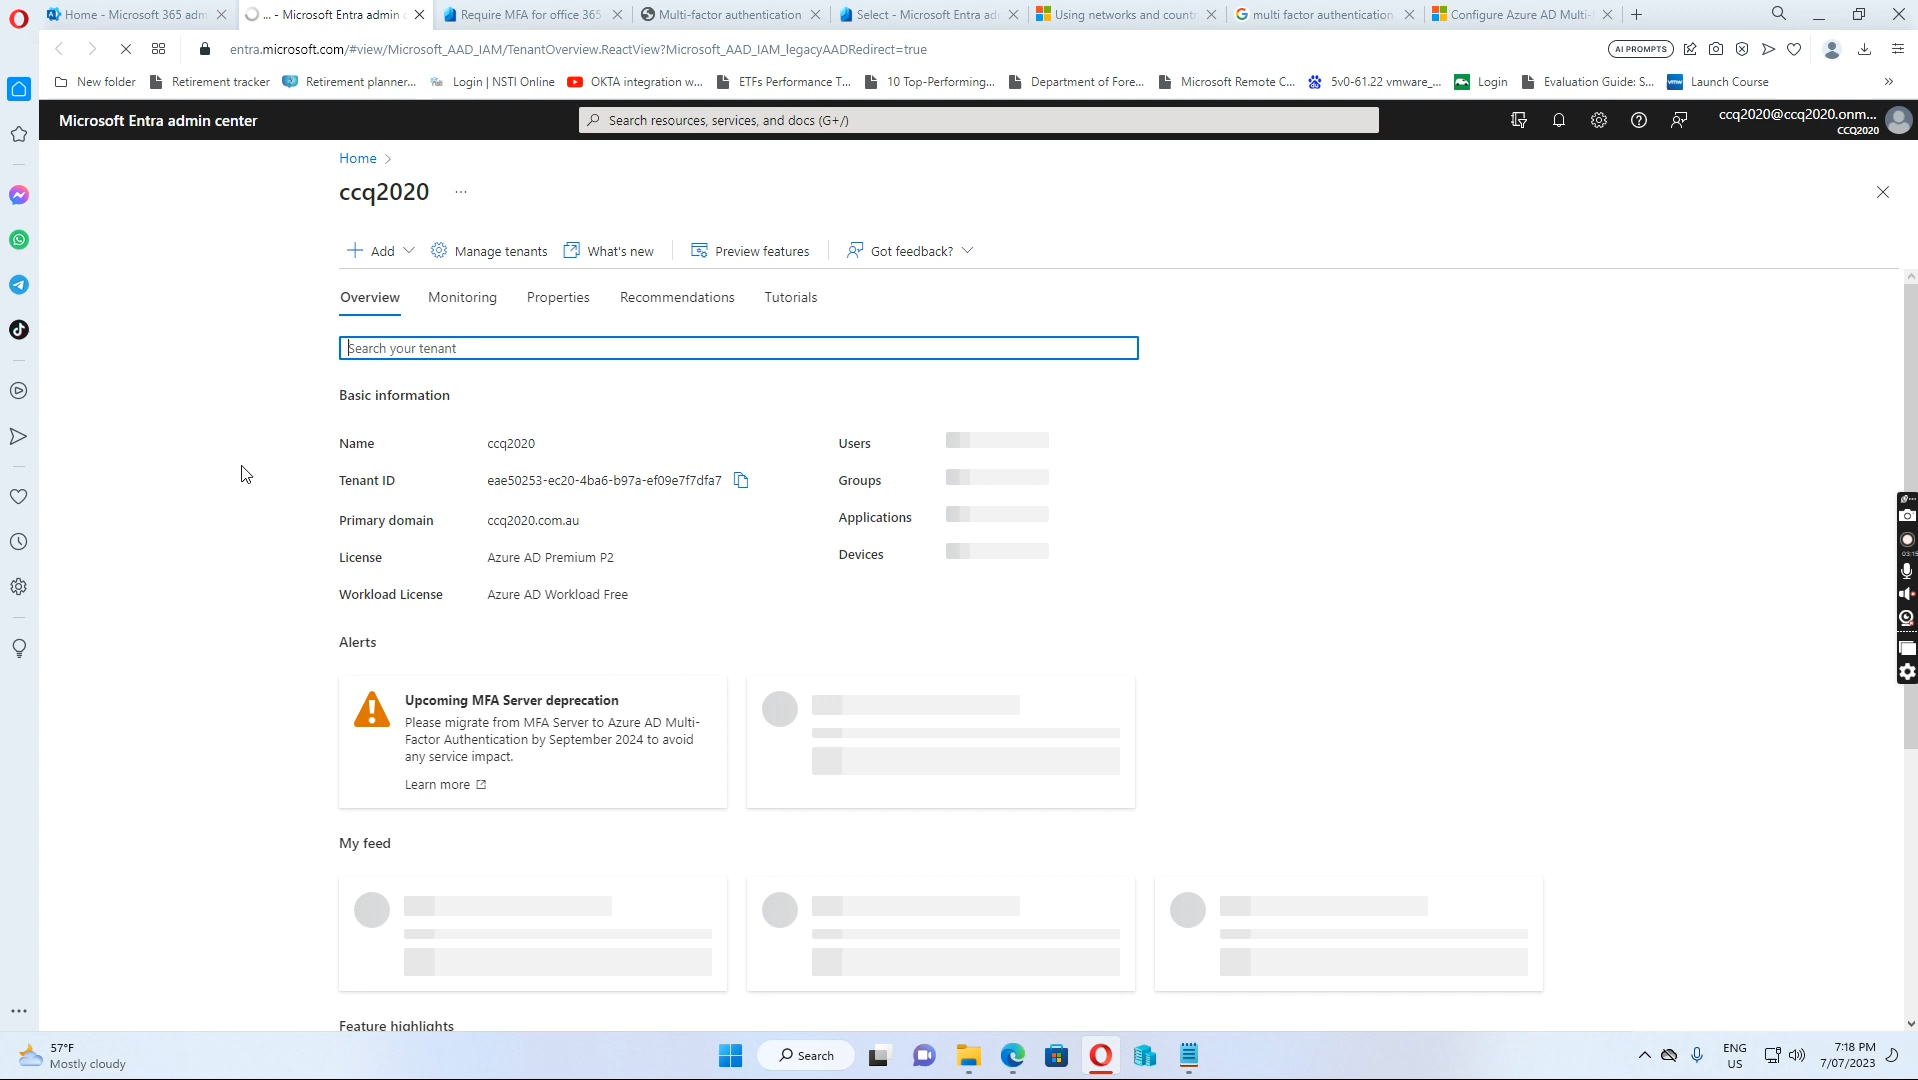 Home - Microsoft 365 adm
... - Microsoft Entra admin c
Require MFA for office 365
Multi-factor authentication
Select - Microsoft Entra ad
Using networks and count
multi factor authentication
Configure Azure AD Multi-
entra.microsoft.com/#view/Microsoft_AAD_IAM/TenantOverview.ReactView?Microsoft_AAD_IAM_legacyAADRedirect=true
AI PROMPTS
New folder
Retirement tracker
Retirement planner...
Login | NSTI Online
OKTA integration w...
ETFs Performance T...
10 Top-Performing...
Department of Fore...
Microsoft Remote C...
5v0-61.22 vmware_...
Login
Evaluation Guide: S...
Launch Course
Microsoft Entra admin center
Search resources, services, and docs (G+/)
ccq2020@ccq2020.onm...
CCQ2020
Home
ccq2020
Add
Manage tenants
What's new
Preview features
Got feedback?
Overview
Monitoring
Properties
Recommendations
Tutorials
Search your tenant
Basic information
Name ccq2020
Users
Tenant ID eae50253-ec20-4ba6-b97a-ef09e7f7dfa7
Groups
Primary domain ccq2020.com.au
Applications
License Azure AD Premium P2
Devices
Workload License Azure AD Workload Free
Alerts
Upcoming MFA Server deprecation
Please migrate from MFA Server to Azure AD Multi-
Factor Authentication by September 2024 to avoid
any service impact.
Learn more
My feed
Feature highlights
57°F
Mostly cloudy
Search
ENG
US
7:18 PM
7/07/2023